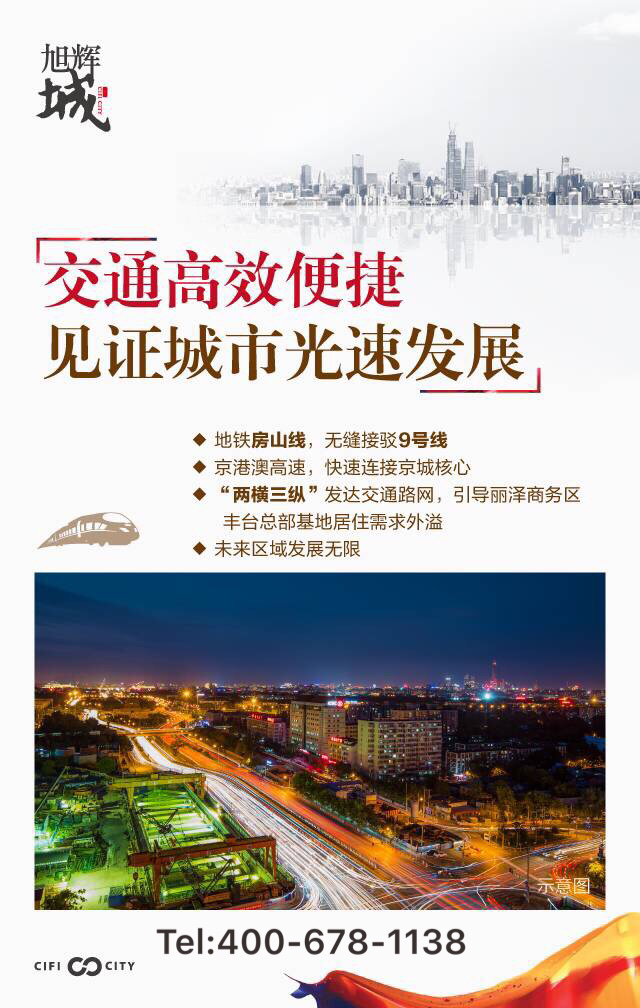 旭辉
城
CIFI CITY
交通高效便捷
见证城市光速发展
◆ 地铁房山线，无缝接驳9号线
◆ 京港澳高速，快速连接京城核心
◆ “两横三纵”发达交通路网，引导丽泽商务区
丰台总部基地居住需求外溢
◆ 未来区域发展无限
示意图
Tel:400-678-1138
CIFI CITY